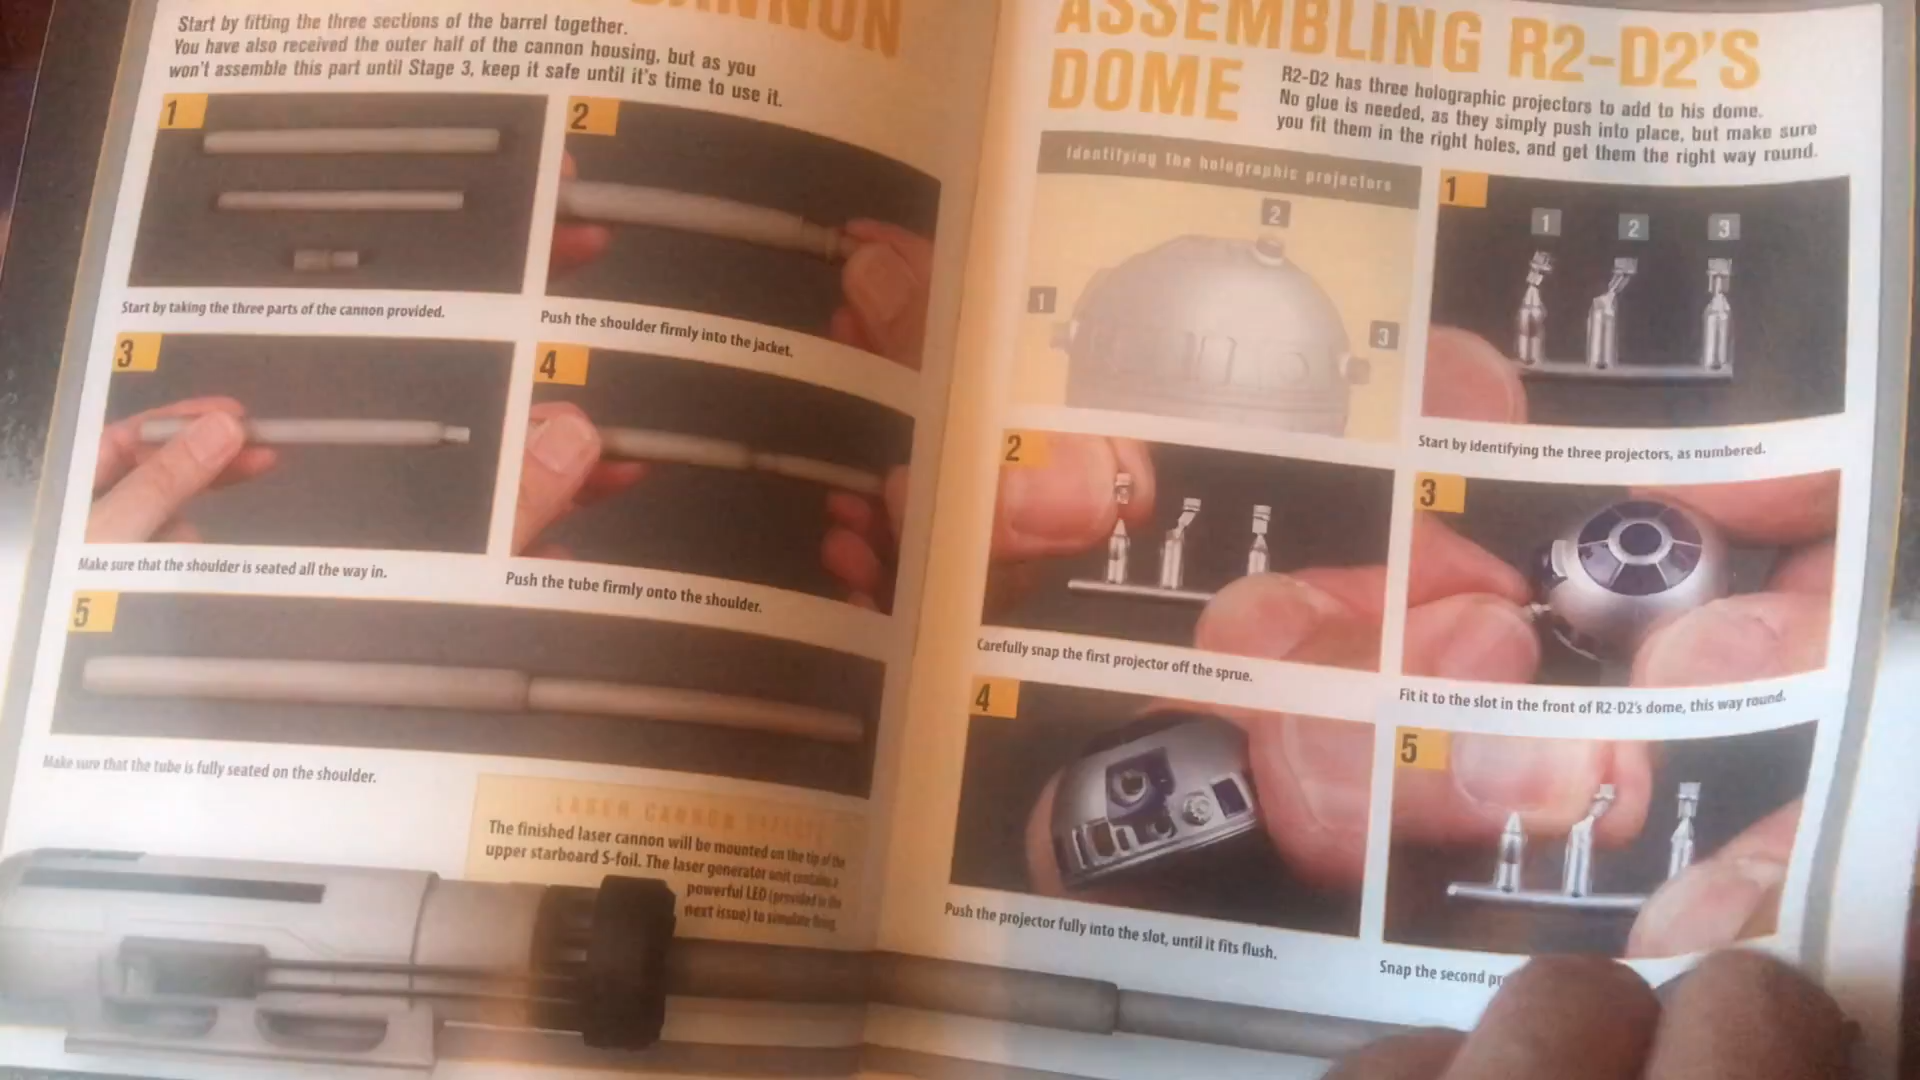 CANNON
Start by fitting the three sections of the barrel together.
You have also received the outer half of the cannon housing, but as you
won't assemble this part until Stage 3, keep it safe until it's time to use it.
1
Start by taking the three parts of the cannon provided.
2
Push the shoulder firmly into the jacket.
3
Make sure that the shoulder is seated all the way in.
4
Push the tube firmly onto the shoulder.
5
Make sure that the tube is fully seated on the shoulder.
LASER CANNON EFFECTS
The finished laser cannon will be mounted on the tip of the
upper starboard S-foil. The laser generator unit contains a
powerful LED (provided in the
next issue) to simulate firing.
ASSEMBLING R2-D2'S
DOME
R2-D2 has three holographic projectors to add to his dome.
No glue is needed, as they simply push into place, but make sure
you fit them in the right holes, and get them the right way round.
Identifying the holographic projectors
1
2
3
1
1
2
3
Start by identifying the three projectors, as numbered.
2
Carefully snap the first projector off the sprue.
3
Fit it to the slot in the front of R2-D2's dome, this way round.
4
Push the projector fully into the slot, until it fits flush.
5
Snap the second pr